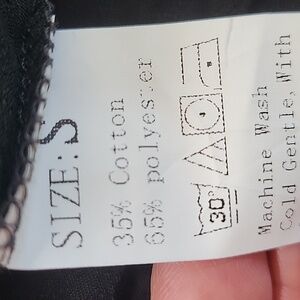 SIZE: S
35% Cotton
65% polyester
30°
Machine Wash
Cold Gentle, With